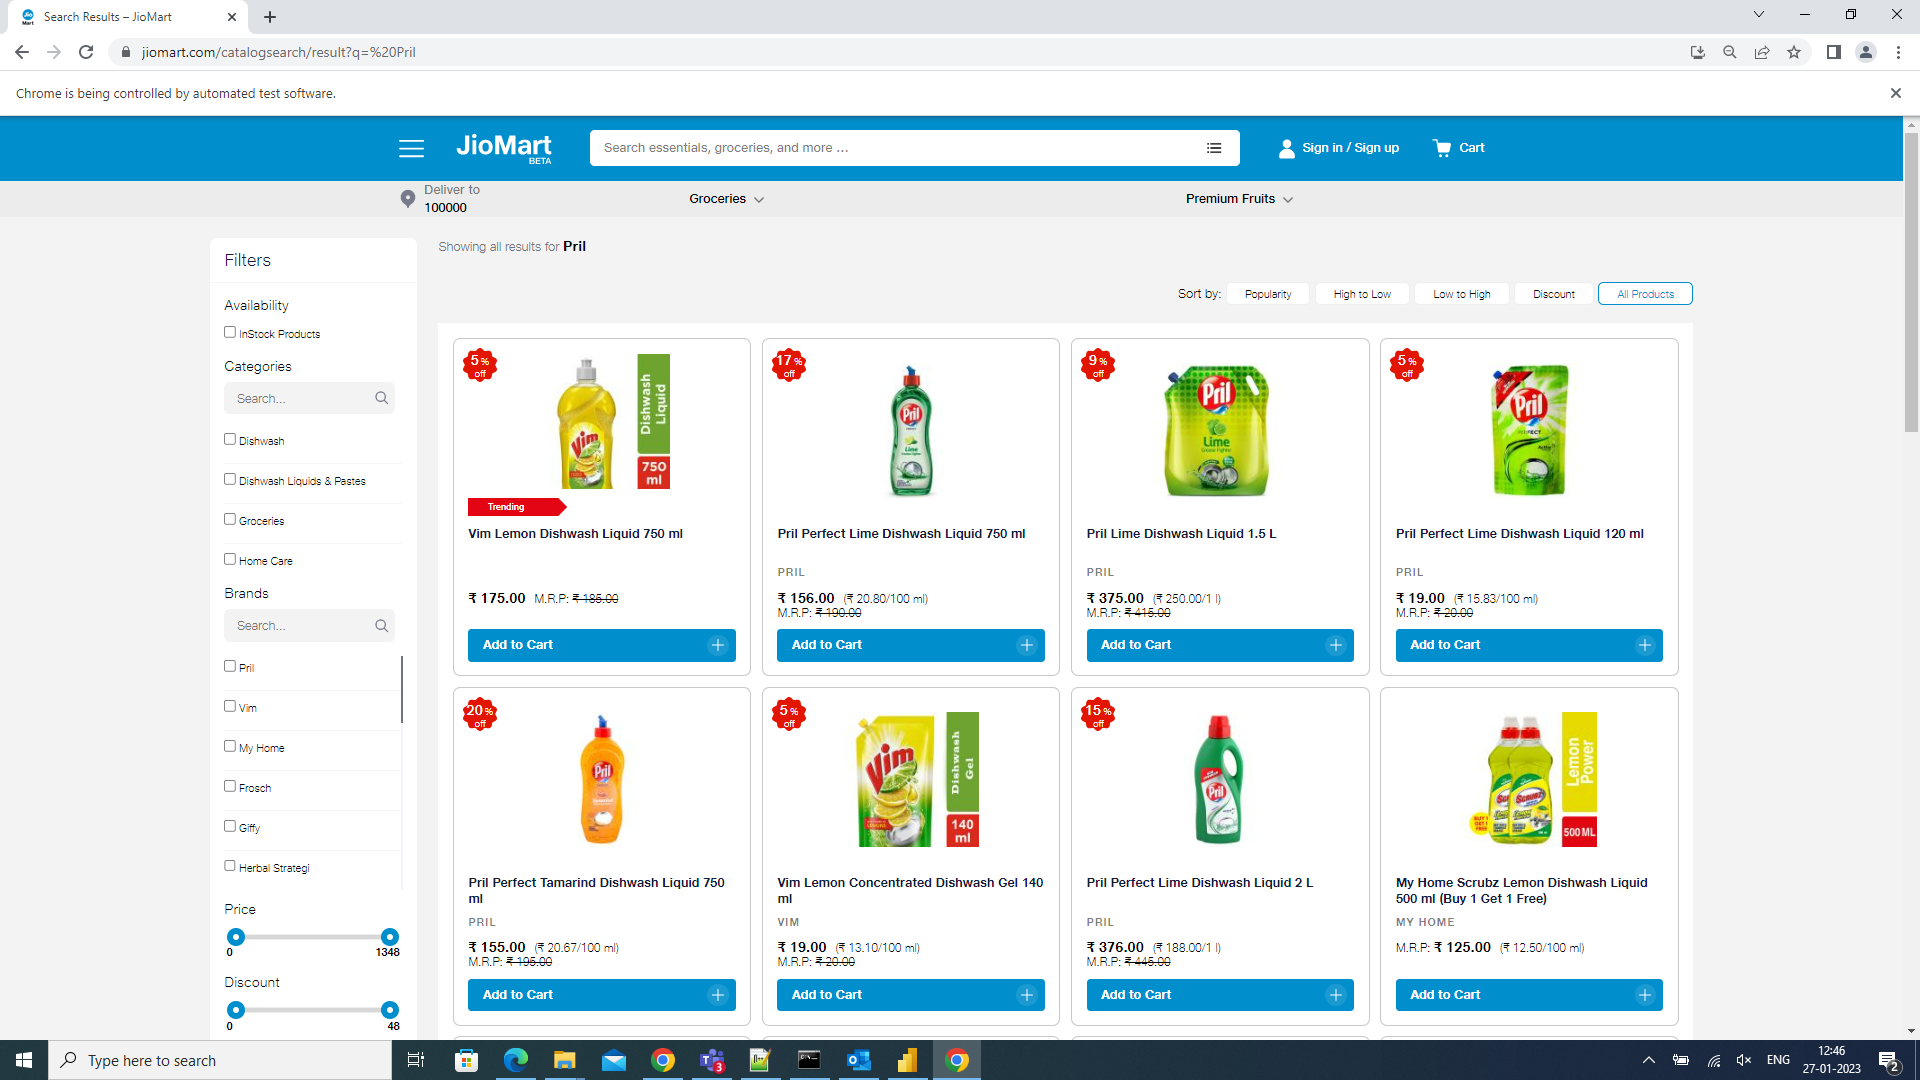 Search Results – JioMart
jiomart.com/catalogsearch/result?q=%20Pril
Chrome is being controlled by automated test software.
JioMart
BETA
Search essentials, groceries, and more ...
Sign in / Sign up
Cart
Deliver to
100000
Groceries
Premium Fruits
Showing all results for Pril
Filters
Availability
InStock Products
Categories
Search...
Dishwash
Dishwash Liquids & Pastes
Groceries
Home Care
Brands
Search...
Pril
Vim
My Home
Frosch
Giffy
Herbal Strategi
Price
0 1348
Discount
0 48
Sort by: Popularity High to Low Low to High Discount All Products
5 %
off
Vim
Dishwash
Liquid
750
ml
Trending
Vim Lemon Dishwash Liquid 750 ml
₹ 175.00 M.R.P: ₹ 185.00
Add to Cart
17 %
off
Pril
Lime
Pril Perfect Lime Dishwash Liquid 750 ml
PRIL
₹ 156.00 (₹ 20.80/100 ml)
M.R.P: ₹ 190.00
Add to Cart
9 %
off
Pril
Lime
Pril Lime Dishwash Liquid 1.5 L
PRIL
₹ 375.00 (₹ 250.00/1 l)
M.R.P: ₹ 415.00
Add to Cart
5 %
off
Pril
Pril Perfect Lime Dishwash Liquid 120 ml
PRIL
₹ 19.00 (₹ 15.83/100 ml)
M.R.P: ₹ 20.00
Add to Cart
20 %
off
Pril
Pril Perfect Tamarind Dishwash Liquid 750
ml
PRIL
₹ 155.00 (₹ 20.67/100 ml)
M.R.P: ₹ 195.00
Add to Cart
5 %
off
Vim
Dishwash
Gel
140
ml
Vim Lemon Concentrated Dishwash Gel 140
ml
VIM
₹ 19.00 (₹ 13.10/100 ml)
M.R.P: ₹ 20.00
Add to Cart
15 %
off
Pril
Pril Perfect Lime Dishwash Liquid 2 L
PRIL
₹ 376.00 (₹ 188.00/1 l)
M.R.P: ₹ 445.00
Add to Cart
Lemon
Power
BUY 1
GET 1
FREE
500 ML
My Home Scrubz Lemon Dishwash Liquid
500 ml (Buy 1 Get 1 Free)
MY HOME
M.R.P: ₹ 125.00 (₹ 12.50/100 ml)
Add to Cart
Type here to search
3
ENG
12:46
27-01-2023
2